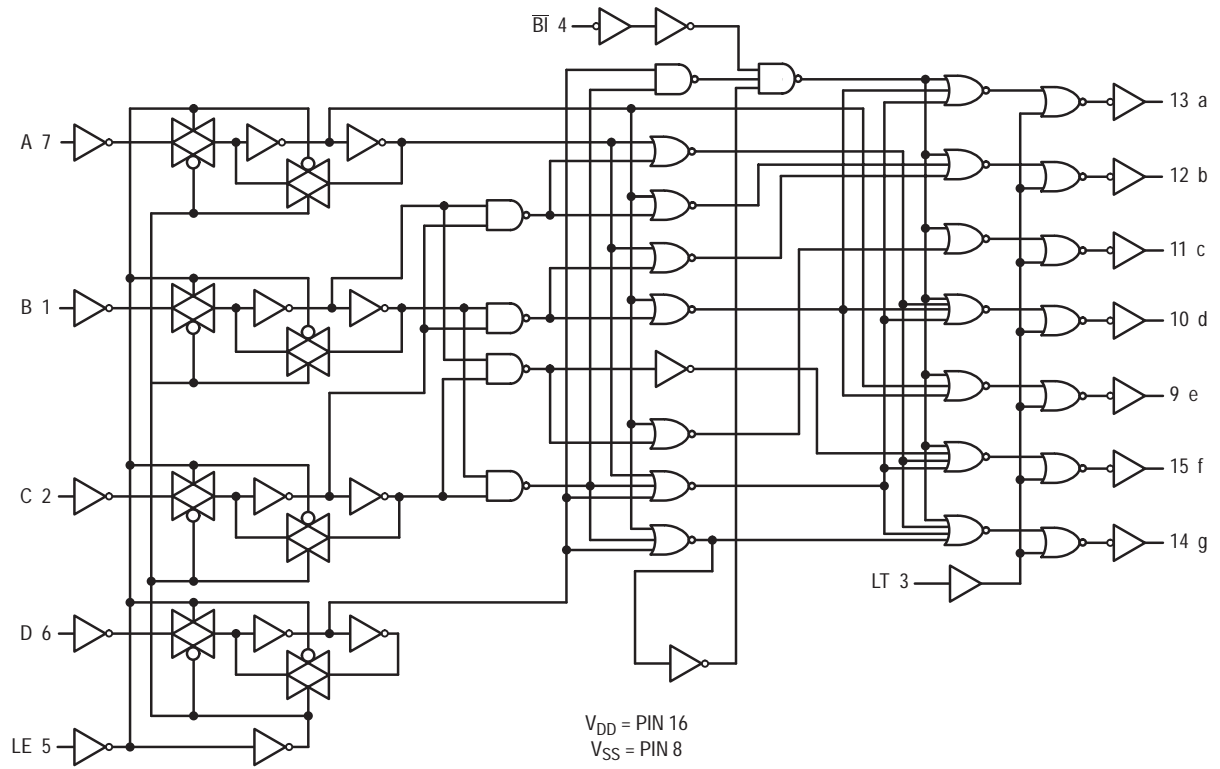 BI 4
13 a
A 7
12 b
11 c
B 1
10 d
9 e
15 f
C 2
14 g
LT 3
D 6
VDD = PIN 16
LE 5
VSS = PIN 8